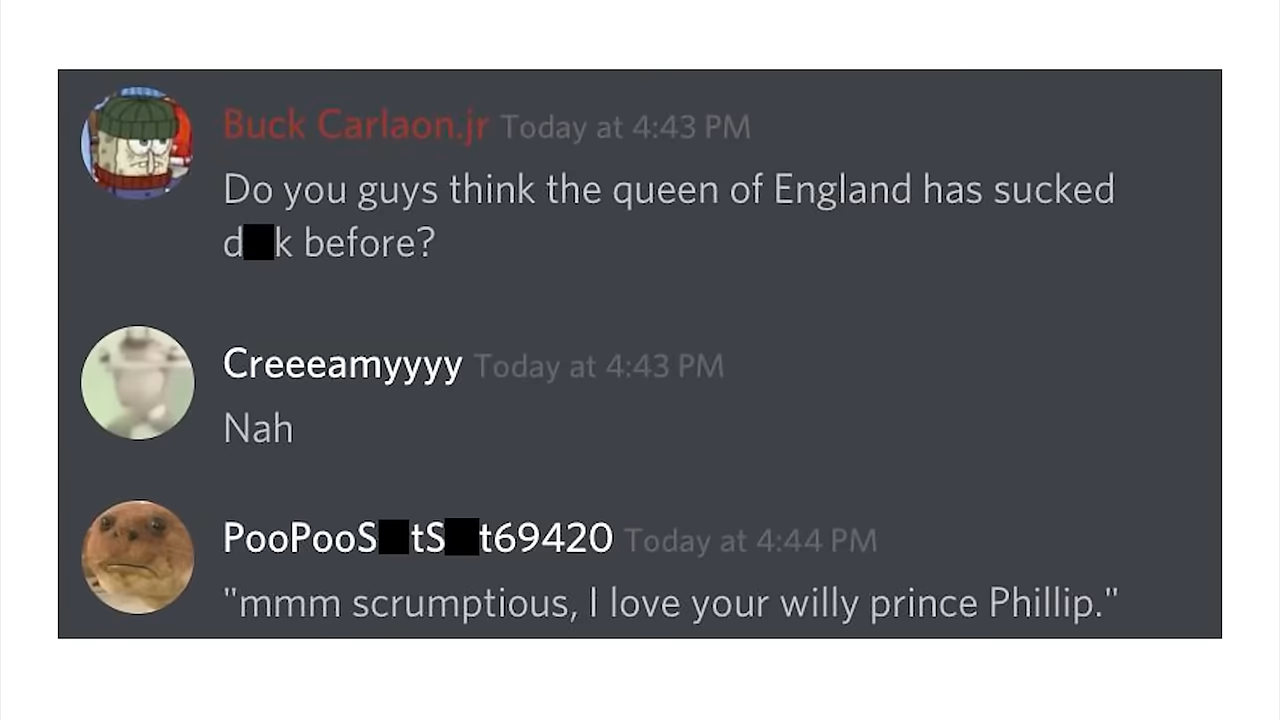 Buck Carlaon.jr Today at 4:43 PM
Do you guys think the queen of England has sucked
d█k before?
Creeeamyyyy Today at 4:43 PM
Nah
PooPooS█tS█t69420 Today at 4:44 PM
"mmm scrumptious, I love your willy prince Phillip."